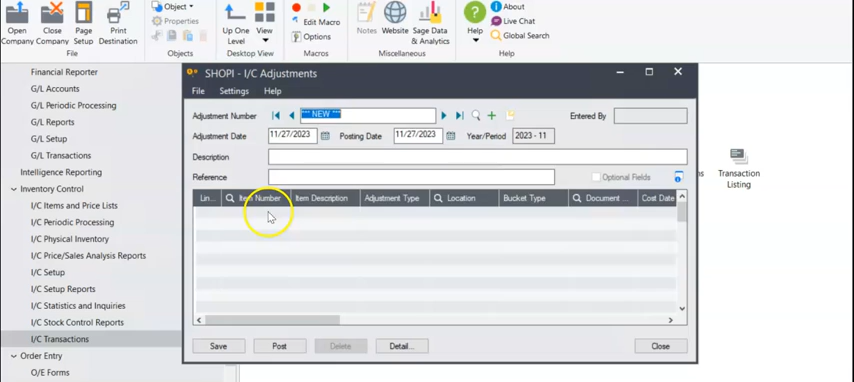 Open Company
Close Company
Page Setup
Print Destination
File
Object
Properties
Objects
Up One Level
View
Desktop View
Edit Macro
Options
Macros
Notes
Website
Sage Data & Analytics
Miscellaneous
Help
About
Live Chat
Global Search
Help
Financial Reporter
G/L Accounts
G/L Periodic Processing
G/L Reports
G/L Setup
G/L Transactions
Intelligence Reporting
Inventory Control
I/C Items and Price Lists
I/C Periodic Processing
I/C Physical Inventory
I/C Price/Sales Analysis Reports
I/C Setup
I/C Setup Reports
I/C Statistics and Inquiries
I/C Stock Control Reports
I/C Transactions
Order Entry
O/E Forms
SHOPI - I/C Adjustments
File Settings Help
Adjustment Number *** NEW *** Entered By
Adjustment Date 11/27/2023 Posting Date 11/27/2023 Year/Period 2023 - 11
Description
Reference Optional Fields
Lin... Item Number Item Description Adjustment Type Location Bucket Type Document ... Cost Date
Save Post Delete Detail... Close
ns
Transaction Listing